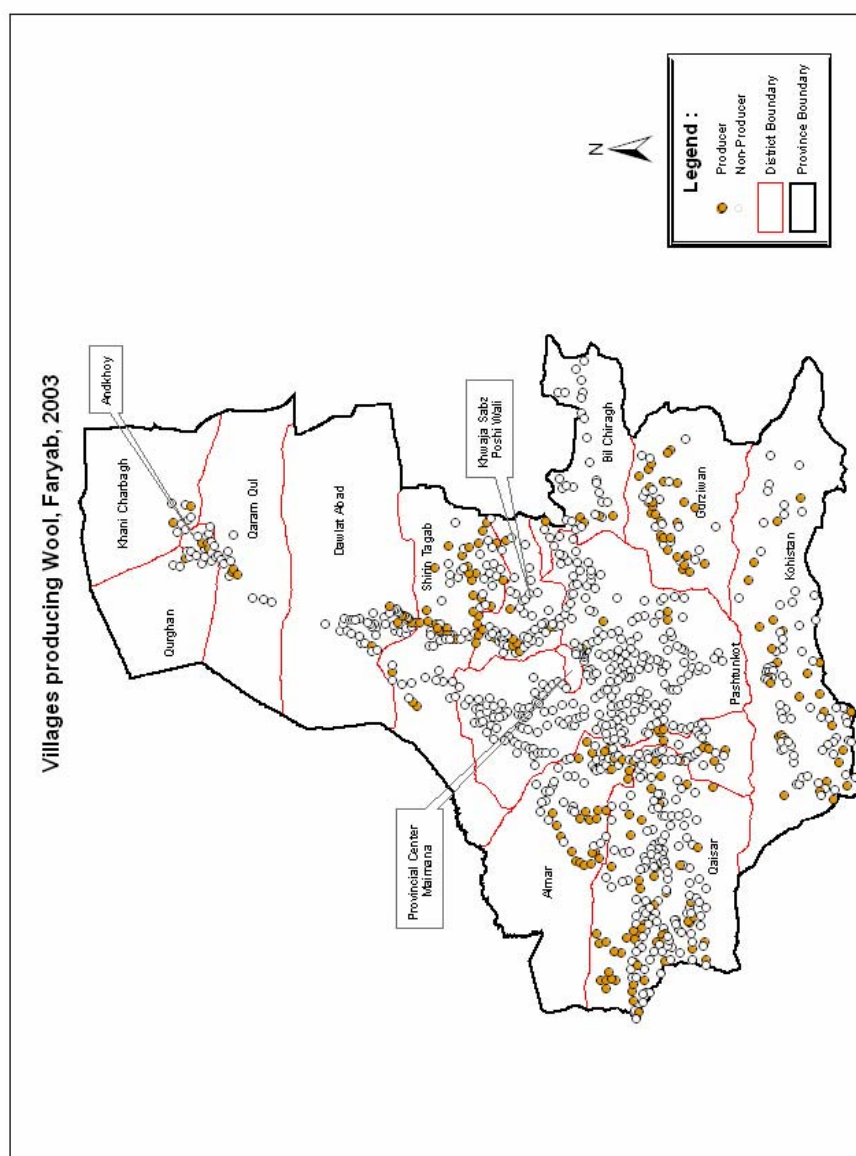 Villages producing Wool, Faryab, 2003
Andkhoy
Khani Charbagh
Qurghan
Qaram Qul
Dawlat Abad
Shirin Tagab
Khwaja Sabz
Poshi Wali
Provincial Center
Maimana
Bil Chiragh
Almar
Gurziwan
Pashtunkot
Qaisar
Kohistan
N
Legend :
Producer
Non-Producer
District Boundary
Province Boundary